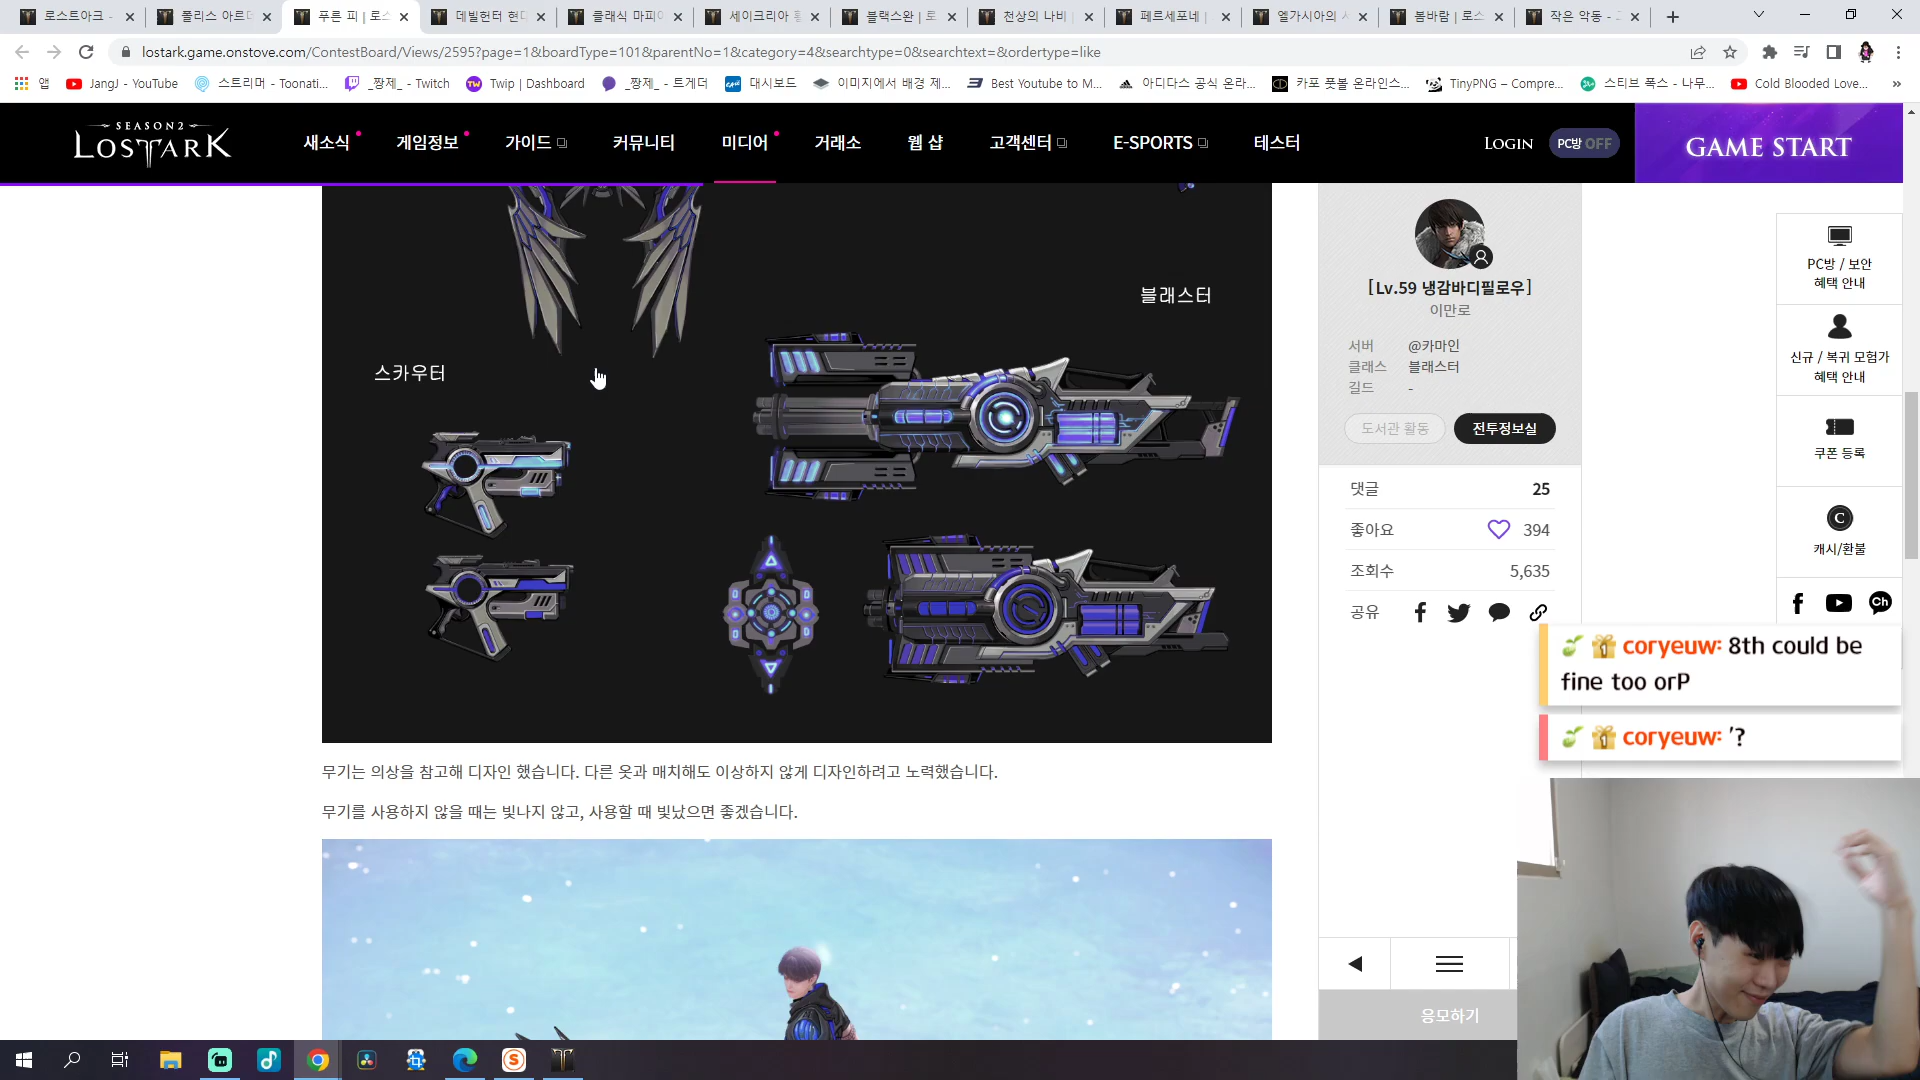 로스트아크 -
폴리스 아르데
푸른 피 | 로스
데빌헌터 현대
클래식 마피아
세이크리아 황
블랙스완 | 로
천상의 나비 |
페르세포네 |
엘가시아의 시
봄바람 | 로스
작은 악동 - 고
lostark.game.onstove.com/ContestBoard/Views/2595?page=1&boardType=101&parentNo=1&category=4&searchtype=0&searchtext=&ordertype=like
앱
JangJ - YouTube
스트리머 - Toonati...
_짱제_ - Twitch
Twip | Dashboard
_짱제_ - 트게더
대시보드
이미지에서 배경 제...
Best Youtube to M...
아디다스 공식 온라...
카포 풋볼 온라인스...
TinyPNG – Compre...
스티브 폭스 - 나무...
Cold Blooded Love...
»
SEASON2
LOSTARK
새소식
게임정보
가이드
커뮤니티
미디어
거래소
웹 샵
고객센터
E-SPORTS
테스터
LOGIN
PC방 OFF
GAME START
스카우터
블래스터
무기는 의상을 참고해 디자인 했습니다. 다른 옷과 매치해도 이상하지 않게 디자인하려고 노력했습니다.
무기를 사용하지 않을 때는 빛나지 않고, 사용할 때 빛났으면 좋겠습니다.
[Lv.59 냉감바디필로우]
이만로
서버 @카마인
클래스 블래스터
길드 -
도서관 활동
전투정보실
댓글 25
좋아요 394
조회수 5,635
공유
응모하기
PC방 / 보안
혜택 안내
신규 / 복귀 모험가
혜택 안내
쿠폰 등록
C
캐시/환불
Ch
coryeuw: 8th could be
fine too orP
coryeuw: '?